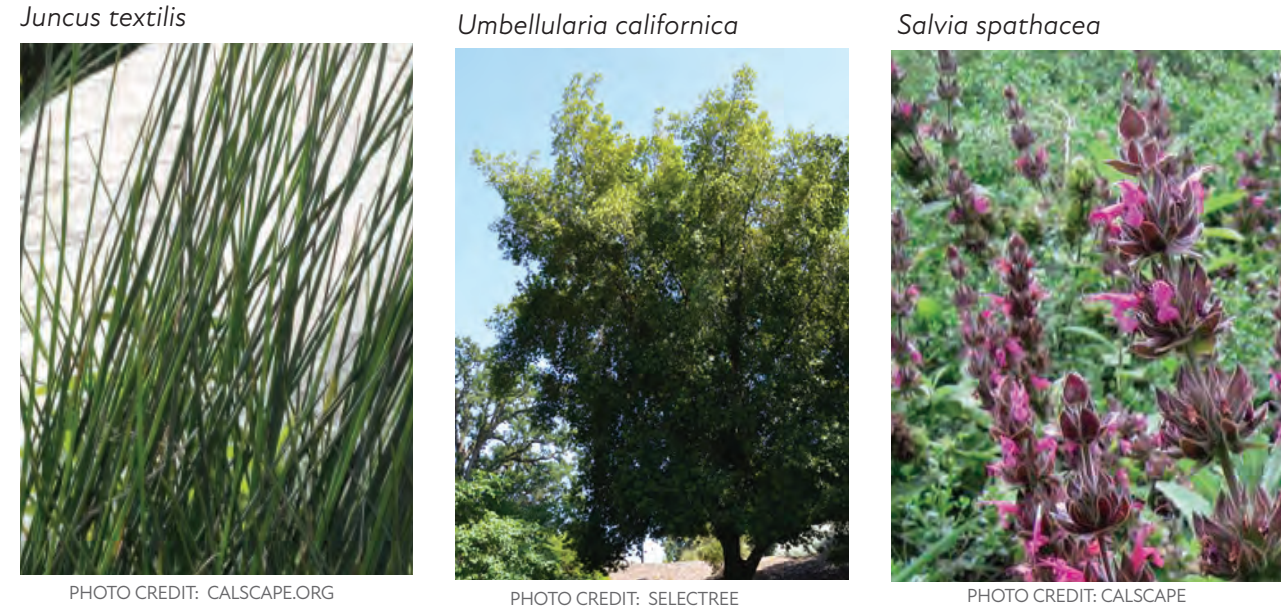 Juncus textilis
Umbellularia californica
Salvia spathacea
PHOTO CREDIT: CALSCAPE.ORG
PHOTO CREDIT: SELECTREE
PHOTO CREDIT: CALSCAPE